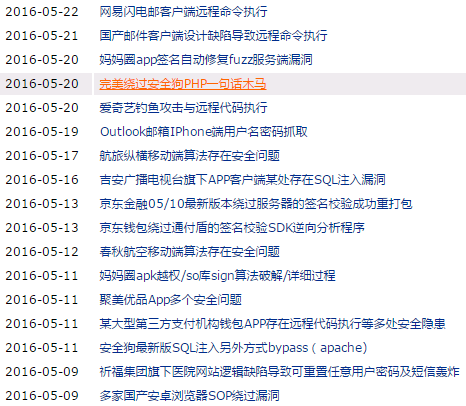 2016-05-22 网易闪电邮客户端远程命令执行
2016-05-21 国产邮件客户端设计缺陷导致远程命令执行
2016-05-20 妈妈圈app签名自动修复fuzz服务端漏洞
2016-05-20 完美绕过安全狗PHP一句话木马
2016-05-20 爱奇艺钓鱼攻击与远程代码执行
2016-05-19 Outlook邮箱IPhone端用户名密码抓取
2016-05-17 航旅纵横移动端算法存在安全问题
2016-05-16 吉安广播电视台旗下APP客户端某处存在SQL注入漏洞
2016-05-13 京东金融05/10最新版本绕过服务器的签名校验成功重打包
2016-05-13 京东钱包绕过通付盾的签名校验SDK逆向分析程序
2016-05-12 春秋航空移动端算法存在安全问题
2016-05-11 妈妈圈apk越权/so库sign算法破解/详细过程
2016-05-11 聚美优品App多个安全问题
2016-05-11 某大型第三方支付机构钱包APP存在远程代码执行等多处安全隐患
2016-05-11 安全狗最新版SQL注入另外方式bypass（apache)
2016-05-09 祈福集团旗下医院网站逻辑缺陷导致可重置任意用户密码及短信轰炸
2016-05-09 多家国产安卓浏览器SOP绕过漏洞